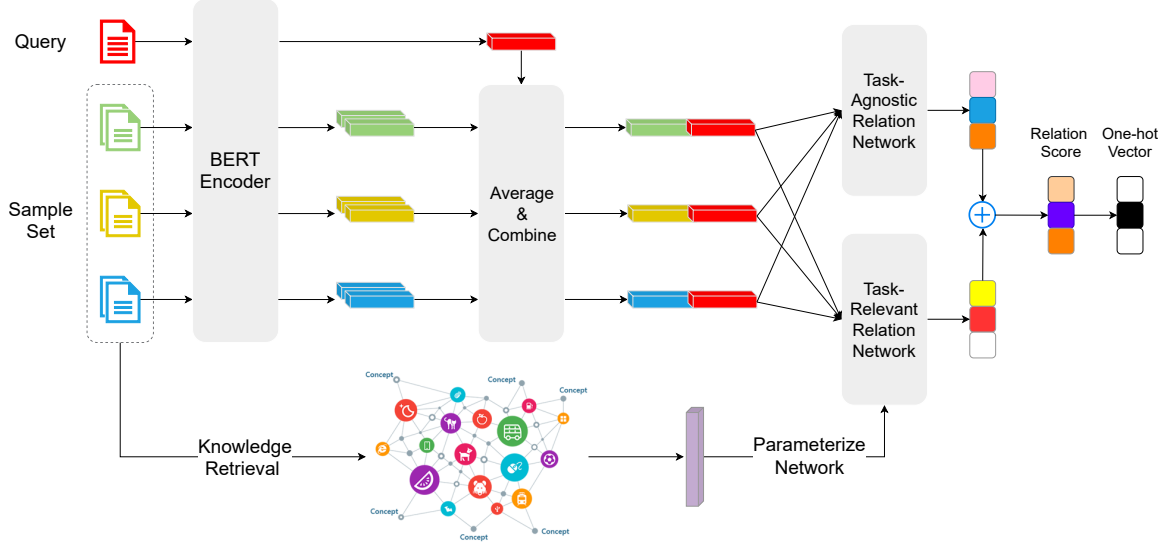 Query
Sample
Set
BERT
Encoder
Average
&
Combine
Task-
Agnostic
Relation
Network
Task-
Relevant
Relation
Network
Relation
Score
One-hot
Vector
Knowledge
Retrieval
Concept
Concept
Concept
Concept
Concept
Concept
Parameterize
Network